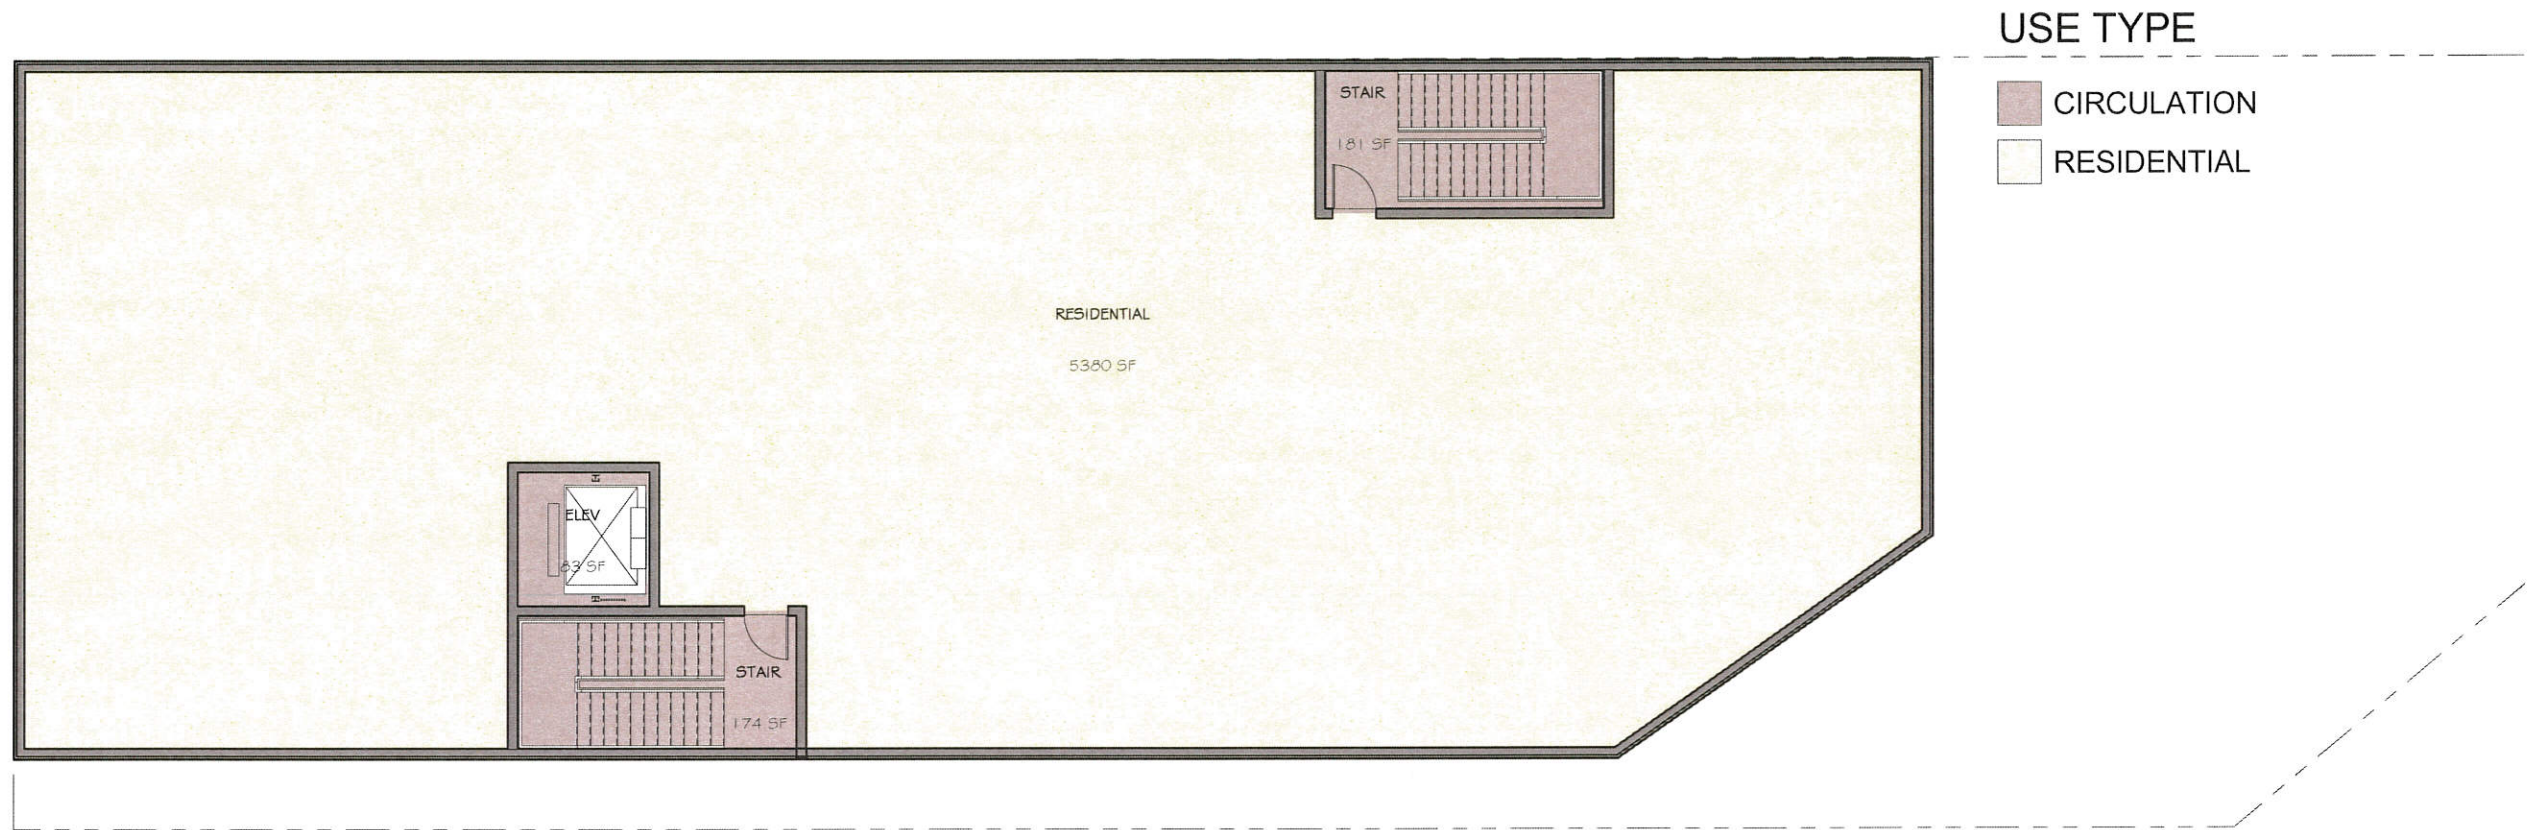 USE TYPE
CIRCULATION
RESIDENTIAL
STAIR
181 SF
RESIDENTIAL
5380 SF
ELEV
83 SF
STAIR
174 SF